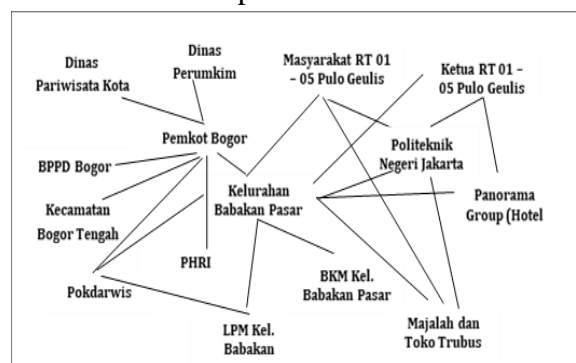 Dinas
Pariwisata Kota
Dinas
Perumkim
Masyarakat RT 01
– 05 Pulo Geulis
Ketua RT 01 –
05 Pulo Geulis
Pemkot Bogor
Politeknik
Negeri Jakarta
BPPD Bogor
Kelurahan
Babakan Pasar
Panorama
Group (Hotel
Kecamatan
Bogor Tengah
PHRI
BKM Kel.
Babakan Pasar
Pokdarwis
LPM Kel.
Babakan
Majalah dan
Toko Trubus